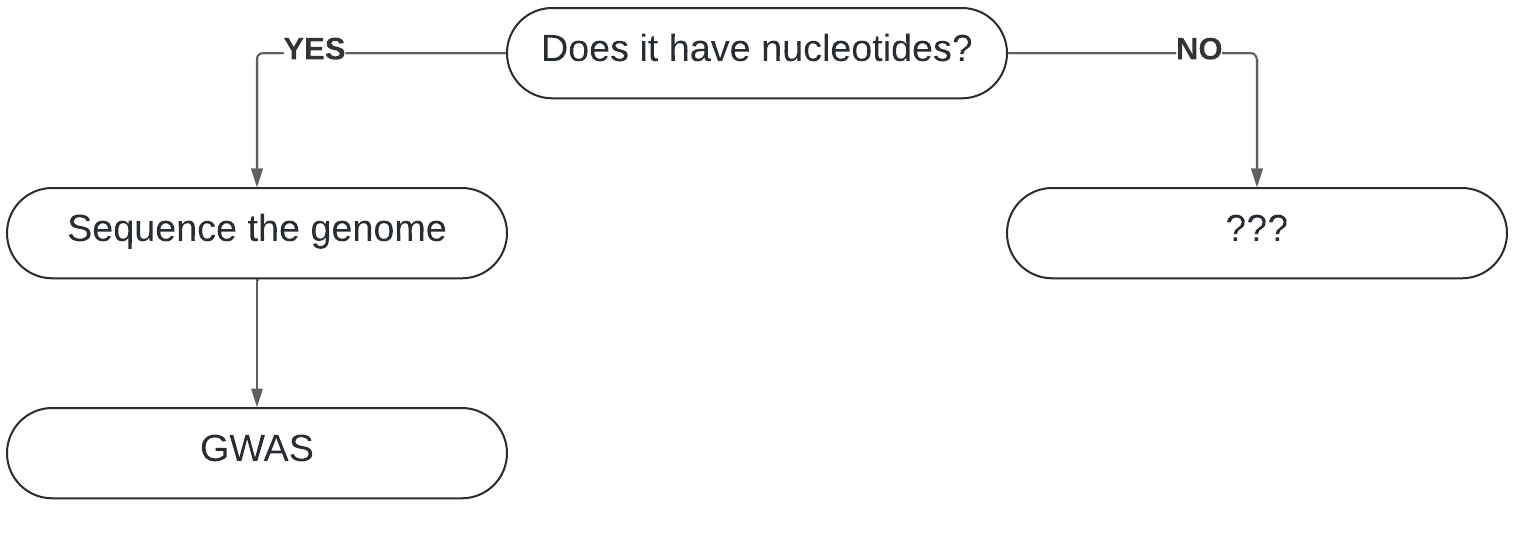 Does it have nucleotides?
YES
NO
Sequence the genome
???
GWAS